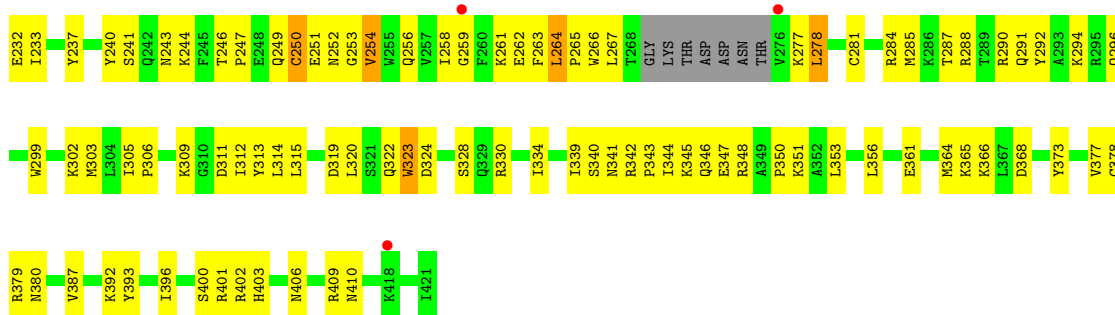 E232 I233 Y237 Y240 S241 Q242 N243 K244 F245 T246 P247 E248 Q249 C250 E251 N252 G253 V254 W255 Q256 V257 I258 G259 F260 K261 E262 F263 L264 P265 W266 L267 T268 GLY LYS THR ASP ASP ASN THR V276 K277 L278 C281 R284 M285 K286 T287 R288 T289 R290 Q291 Y292 A293 K294 R295
W299 K302 M303 L304 I305 P306 K309 G310 D311 I312 Y313 L314 L315 D319 L320 S321 Q322 W323 D324 S328 Q329 R330 I334 I339 S340 N341 R342 P343 I344 K345 Q346 E347 R348 A349 P350 K351 A352 L353 L356 E361 M364 K365 K366 L367 D368 Y373 V377
R379 N380 V387 K392 Y393 I396 S400 R401 R402 H403 N406 R409 N410 K418 I421